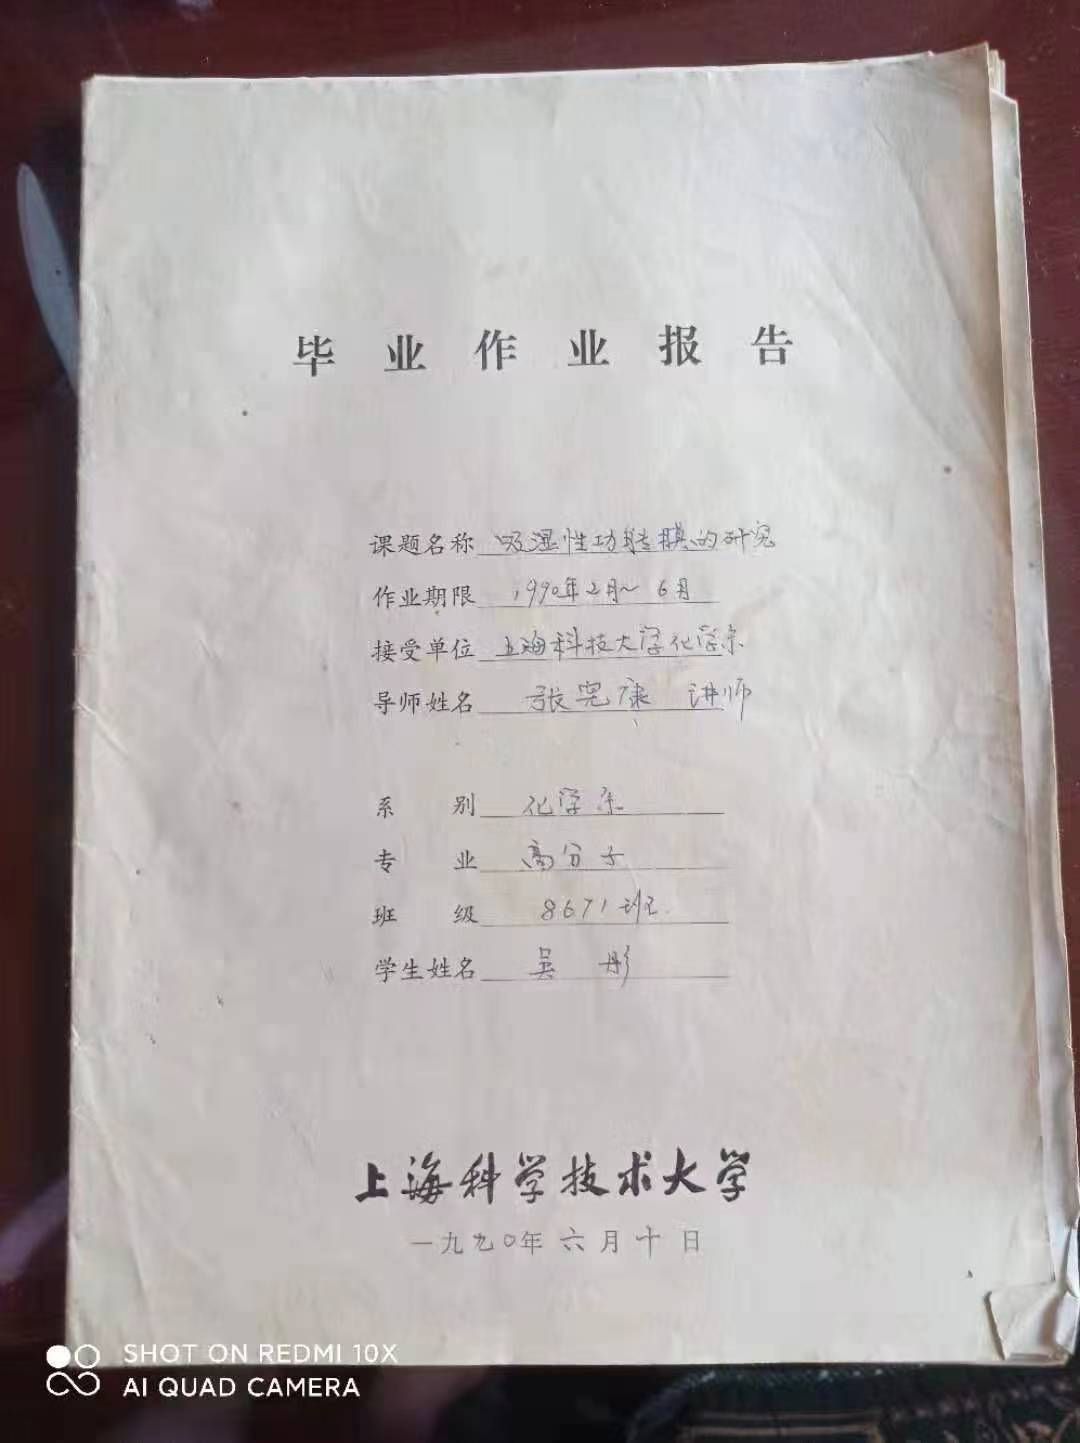 毕业作业报告
课题名称 吸湿性功能膜的研究
作业期限 1990年2月~6月
接受单位 上海科技大学化学系
导师姓名 张宪康 讲师
系别 化学系
专业 高分子
班级 8671班
学生姓名 吴彤
上海科学技术大学
一九九〇年六月十日
SHOT ON REDMI 10X
AI QUAD CAMERA